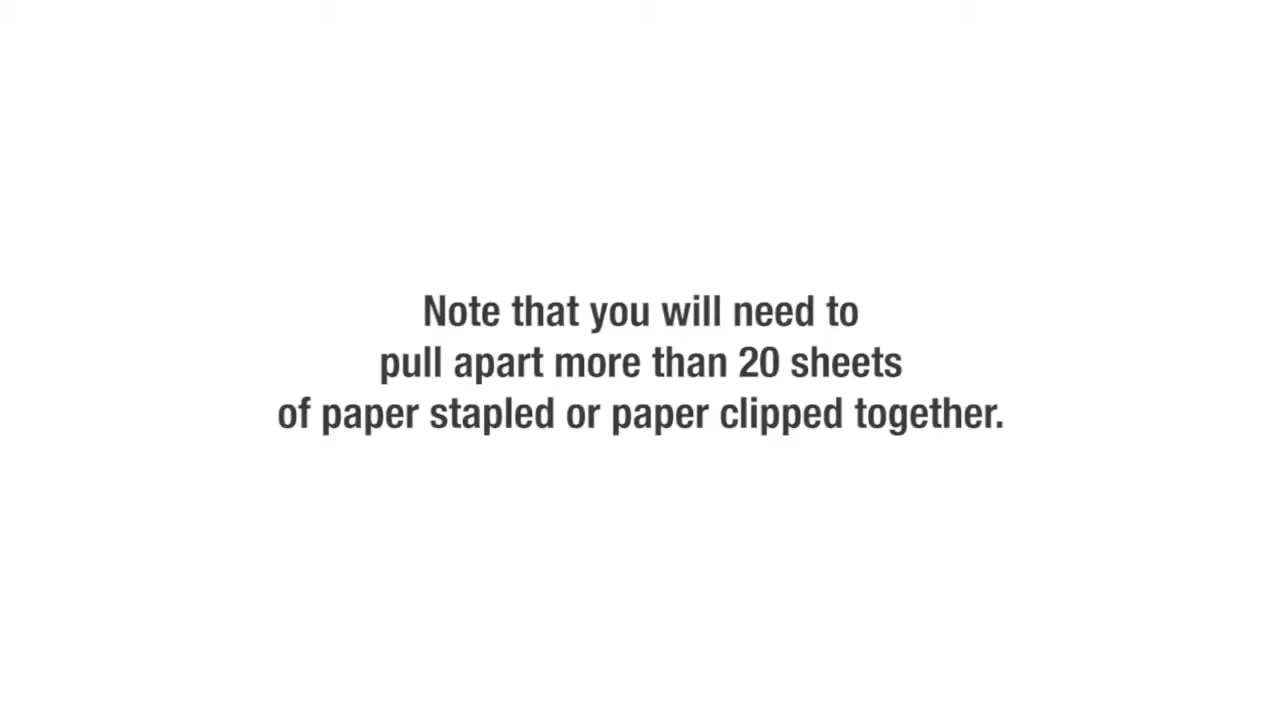 Note that you will need to
pull apart more than 20 sheets
of paper stapled or paper clipped together.